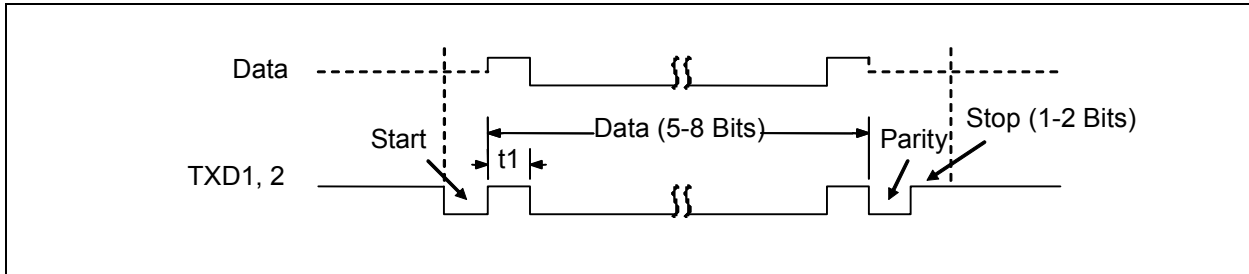 Data
Data (5-8 Bits)
Stop (1-2 Bits)
Start
Parity
t1
TXD1, 2